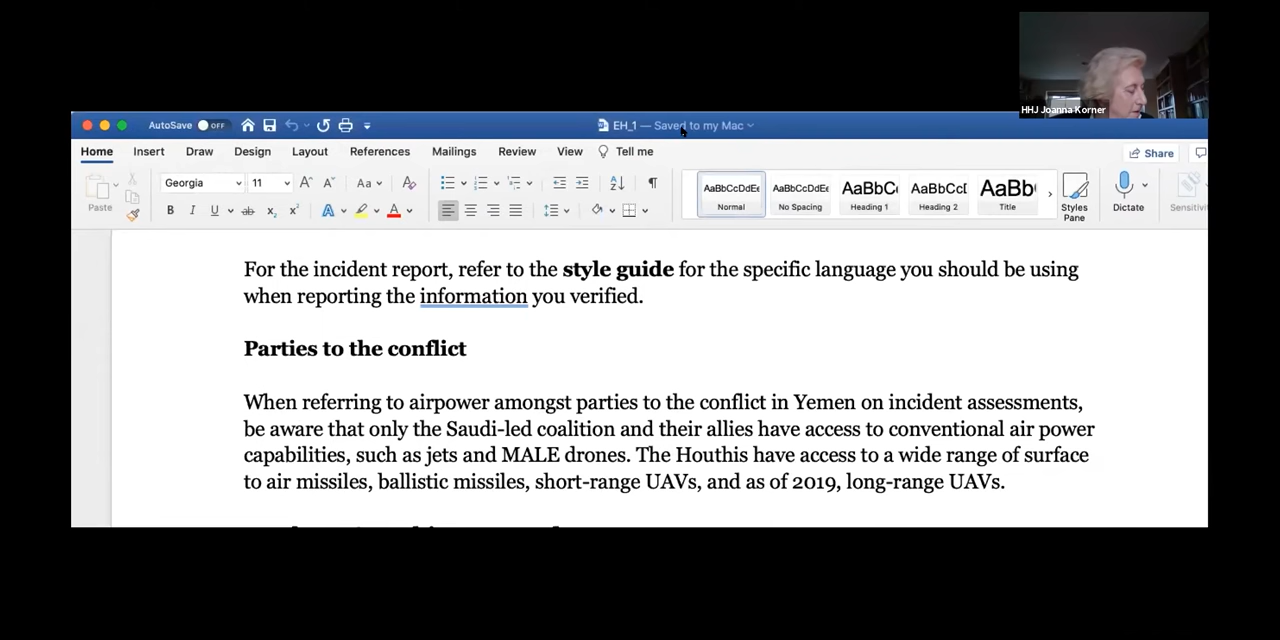 HHJ Joanna Korner
AutoSave OFF
EH_1 — Saved to my Mac
Home Insert Draw Design Layout References Mailings Review View Tell me
Share
Paste
Georgia 11
AaBbCcDdEe AaBbCcDdEe AaBbC AaBbCcD AaBb
Normal No Spacing Heading 1 Heading 2 Title
Styles
Pane
Dictate
For the incident report, refer to the style guide for the specific language you should be using
when reporting the information you verified.
Parties to the conflict
When referring to airpower amongst parties to the conflict in Yemen on incident assessments,
be aware that only the Saudi-led coalition and their allies have access to conventional air power
capabilities, such as jets and MALE drones. The Houthis have access to a wide range of surface
to air missiles, ballistic missiles, short-range UAVs, and as of 2019, long-range UAVs.